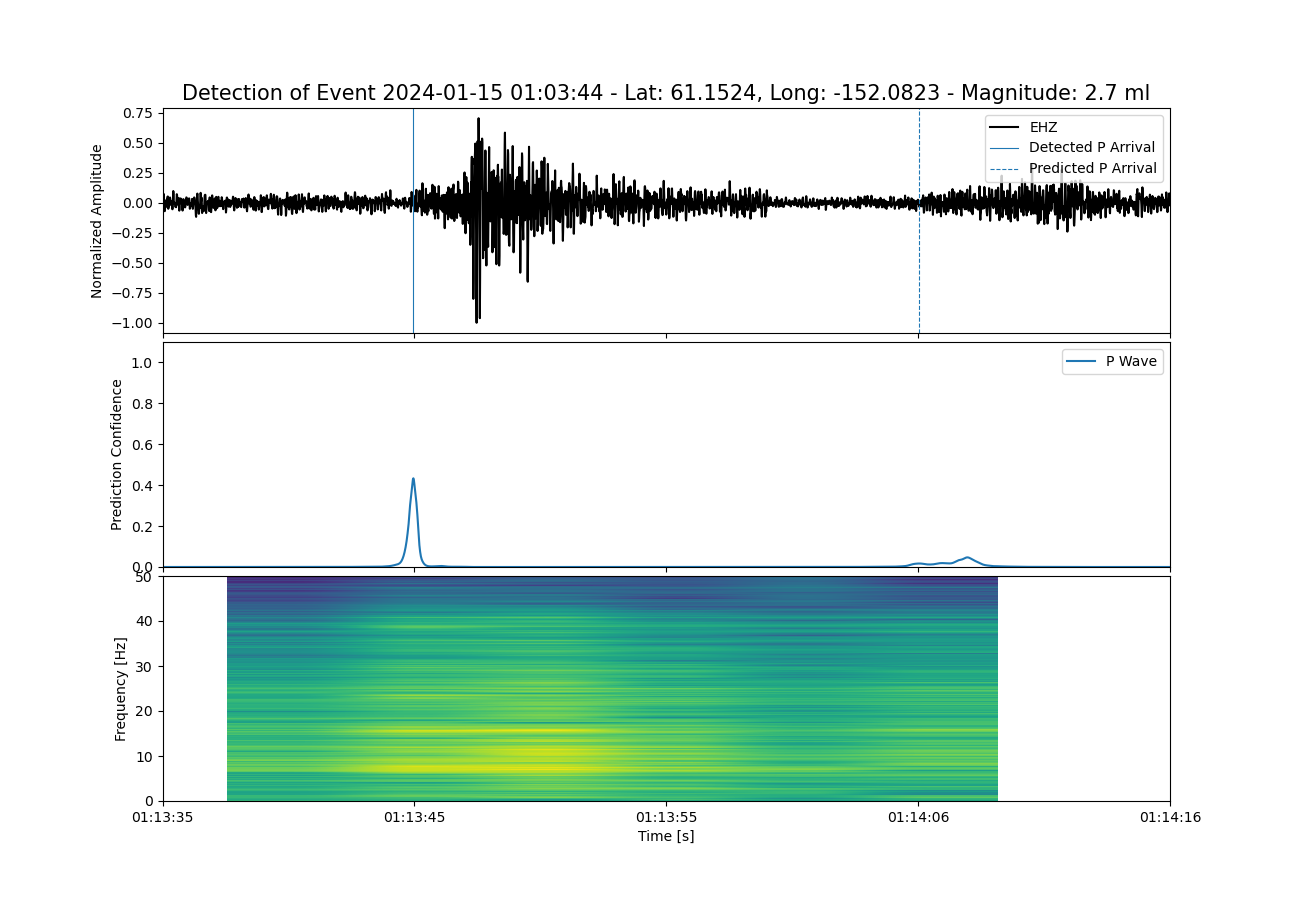 Detection of Event 2024-01-15 01:03:44 - Lat: 61.1524, Long: -152.0823 - Magnitude: 2.7 ml
0.75
0.50
0.25
0.00
−0.25
−0.50
−0.75
−1.00
Normalized Amplitude
EHZ
Detected P Arrival
Predicted P Arrival
1.0
0.8
0.6
0.4
0.2
0.0
Prediction Confidence
P Wave
50
40
30
20
10
0
Frequency [Hz]
01:13:35
01:13:45
01:13:55
01:14:06
01:14:16
Time [s]